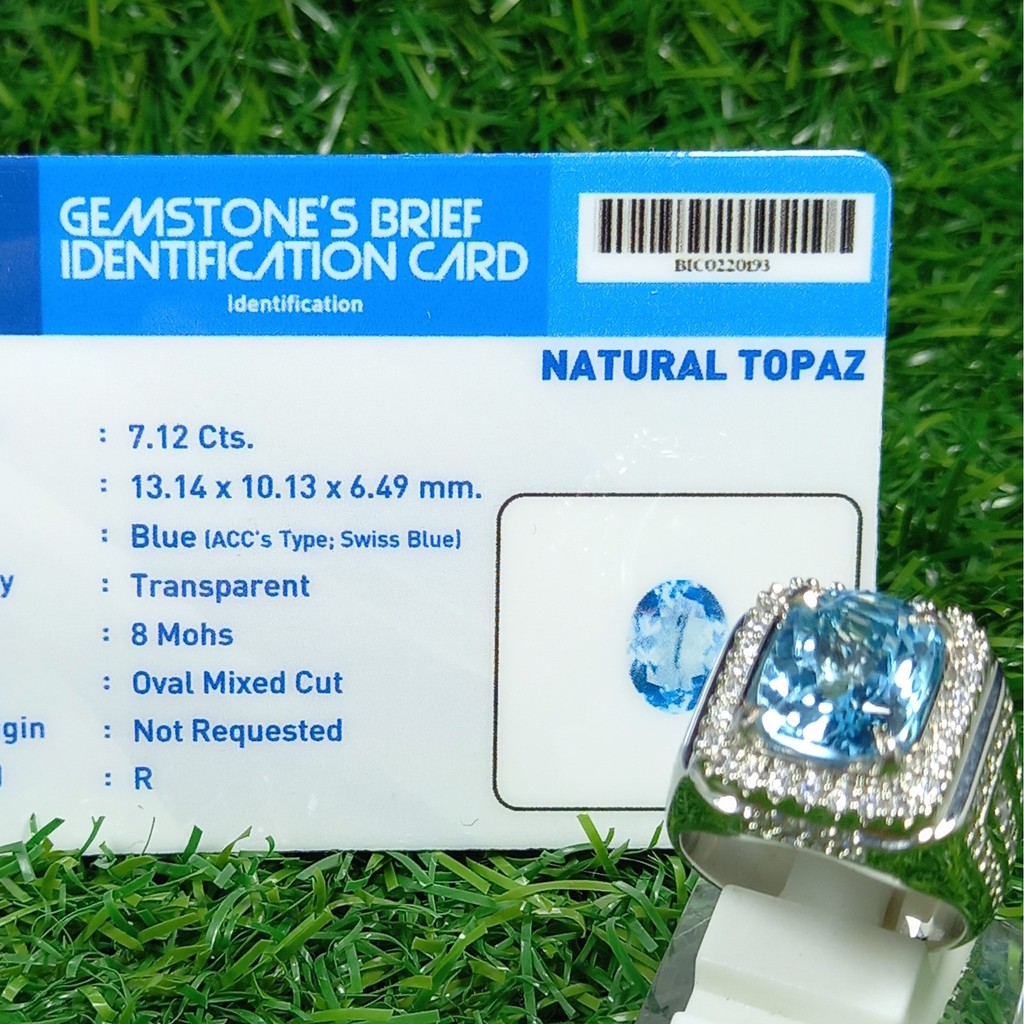 GEMSTONE'S BRIEF
IDENTIFICATION CARD
Identification
BIC0220193
NATURAL TOPAZ
: 7.12 Cts.
: 13.14 x 10.13 x 6.49 mm.
: Blue (ACC's Type; Swiss Blue)
y : Transparent
: 8 Mohs
: Oval Mixed Cut
gin : Not Requested
: R